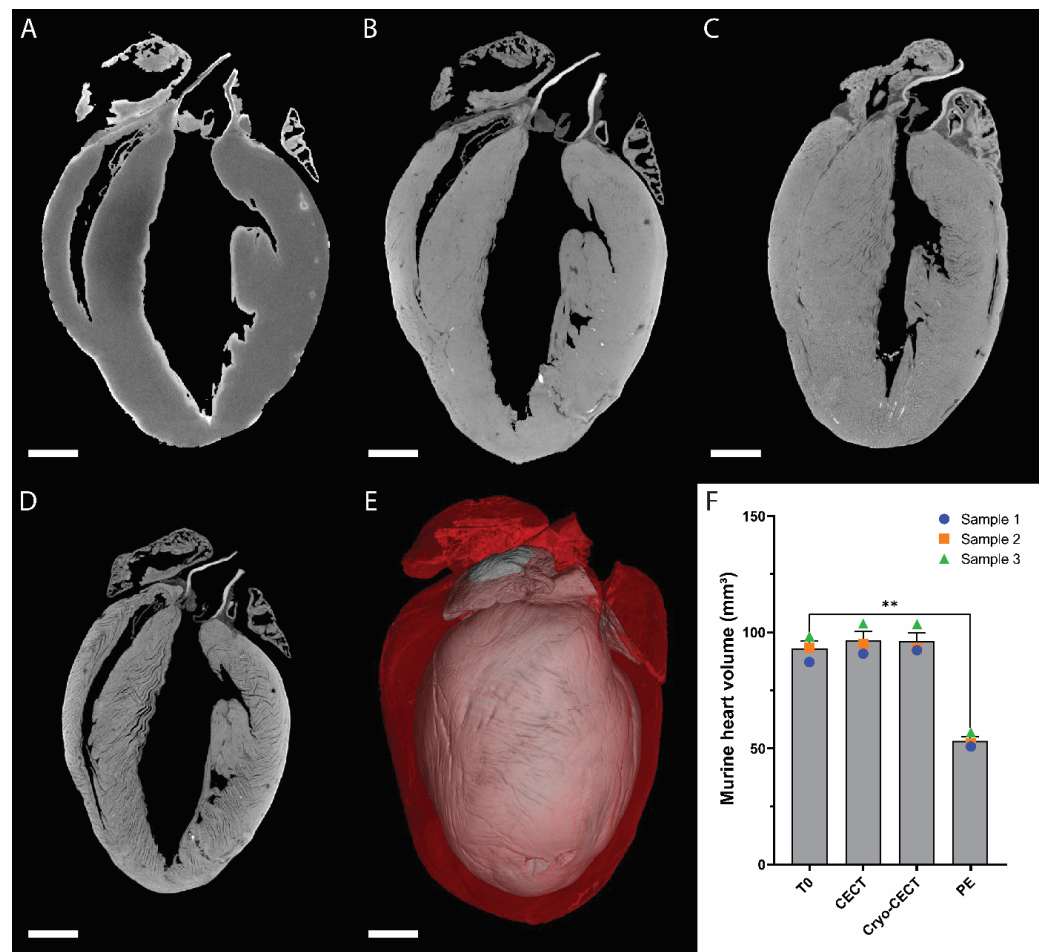 A
B
C
D
E
F
150
100
50
0
Murine heart volume (mm³)
Sample 1
Sample 2
Sample 3
**
T0
CECT
Cryo-CECT
PE